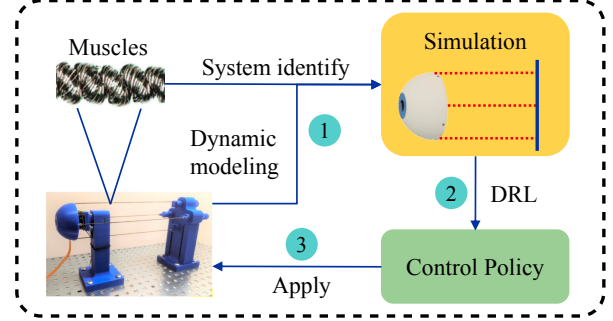 Muscles
System identify
Simulation
Dynamic
modeling
1
2
DRL
3
Apply
Control Policy